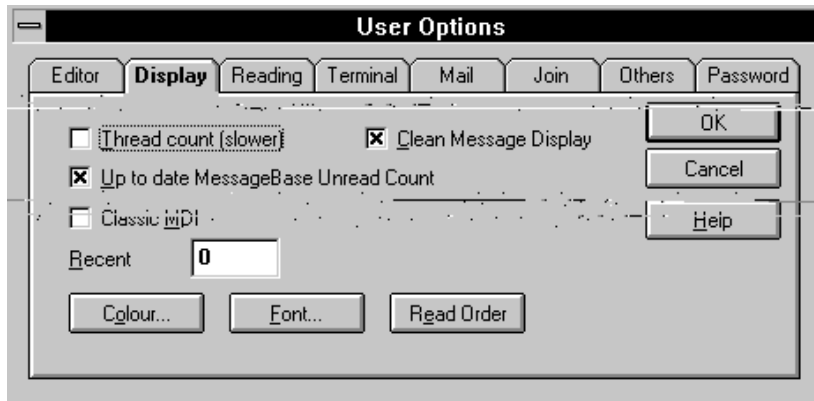 User Options
Editor Display Reading Terminal Mail Join Others Password
Thread count (slower) Clean Message Display OK
Up to date MessageBase Unread Count Cancel
Classic MDI Help
Recent 0
Colour... Font... Read Order